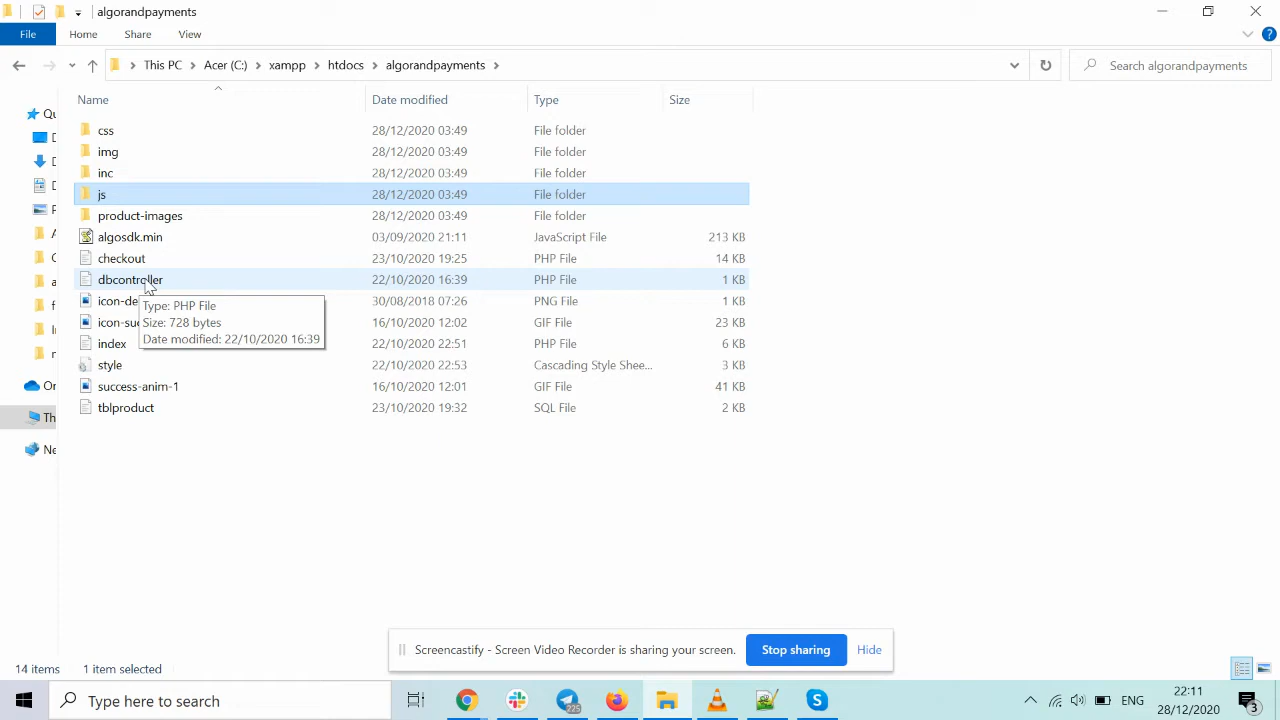 algorandpayments
File Home Share View
This PC Acer (C:) xampp htdocs algorandpayments
Search algorandpayments
Name Date modified Type Size
css 28/12/2020 03:49 File folder
img 28/12/2020 03:49 File folder
inc 28/12/2020 03:49 File folder
js 28/12/2020 03:49 File folder
product-images 28/12/2020 03:49 File folder
algosdk.min 03/09/2020 21:11 JavaScript File 213 KB
checkout 23/10/2020 19:25 PHP File 14 KB
dbcontroller 22/10/2020 16:39 PHP File 1 KB
icon-de 30/08/2018 07:26 PNG File 1 KB
icon-su 16/10/2020 12:02 GIF File 23 KB
index 22/10/2020 22:51 PHP File 6 KB
style 22/10/2020 22:53 Cascading Style Shee... 3 KB
success-anim-1 16/10/2020 12:01 GIF File 41 KB
tblproduct 23/10/2020 19:32 SQL File 2 KB
Type: PHP File
Size: 728 bytes
Date modified: 22/10/2020 16:39
Qu
On
Th
Ne
Screencastify - Screen Video Recorder is sharing your screen. Stop sharing Hide
14 items 1 item selected
Type here to search
225
ENG
22:11
28/12/2020
3